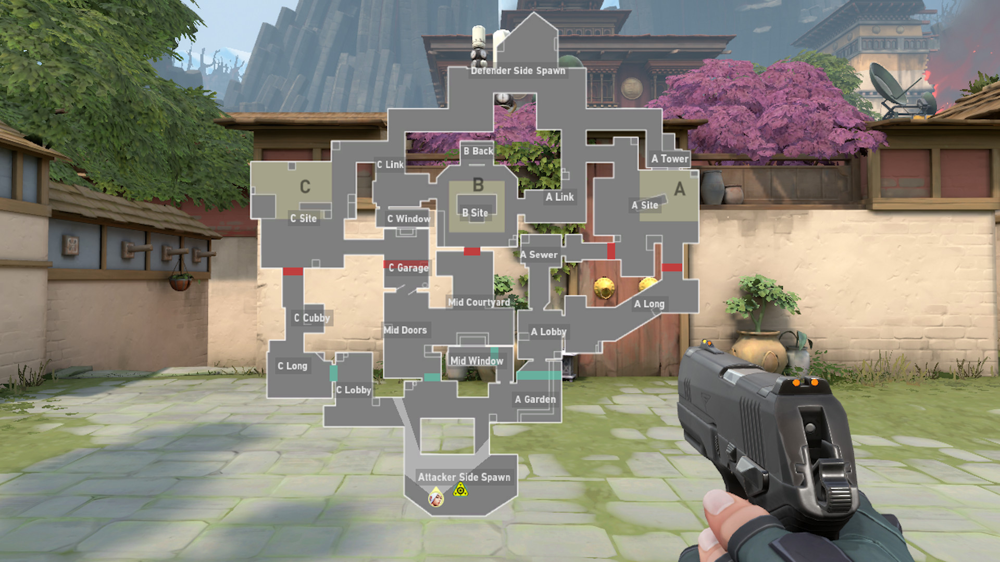 Defender Side Spawn
B Back
A Tower
C Link
B
C
A
A Link
A Site
B Site
C Site
C Window
A Sewer
C Garage
Mid Courtyard
A Long
C Cubby
Mid Doors
A Lobby
Mid Window
C Long
C Lobby
A Garden
Attacker Side Spawn